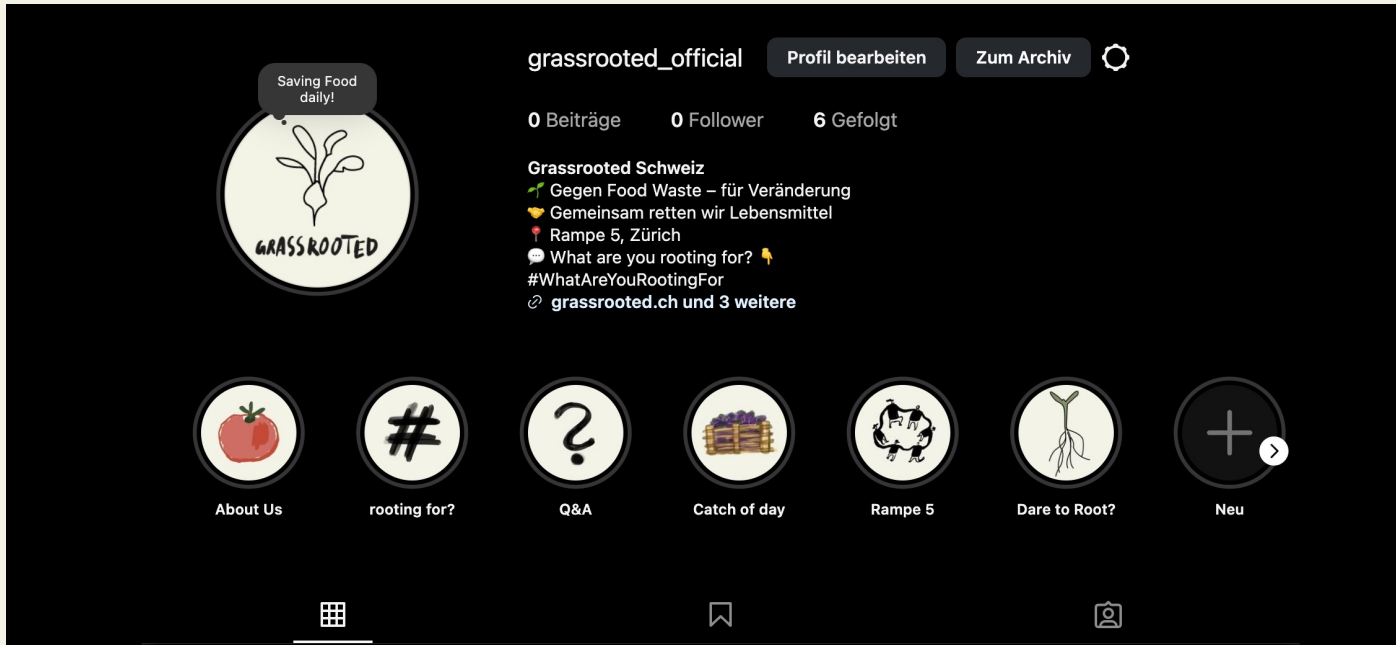 grassrooted_official
Profil bearbeiten
Zum Archiv
Saving Food
daily!
0 Beiträge
0 Follower
6 Gefolgt
GRASSROOTED
Grassrooted Schweiz
🌱 Gegen Food Waste – für Veränderung
🤝 Gemeinsam retten wir Lebensmittel
📍 Rampe 5, Zürich
💬 What are you rooting for? 👇
#WhatAreYouRootingFor
grassrooted.ch und 3 weitere
#
?
About Us
rooting for?
Q&A
Catch of day
Rampe 5
Dare to Root?
Neu